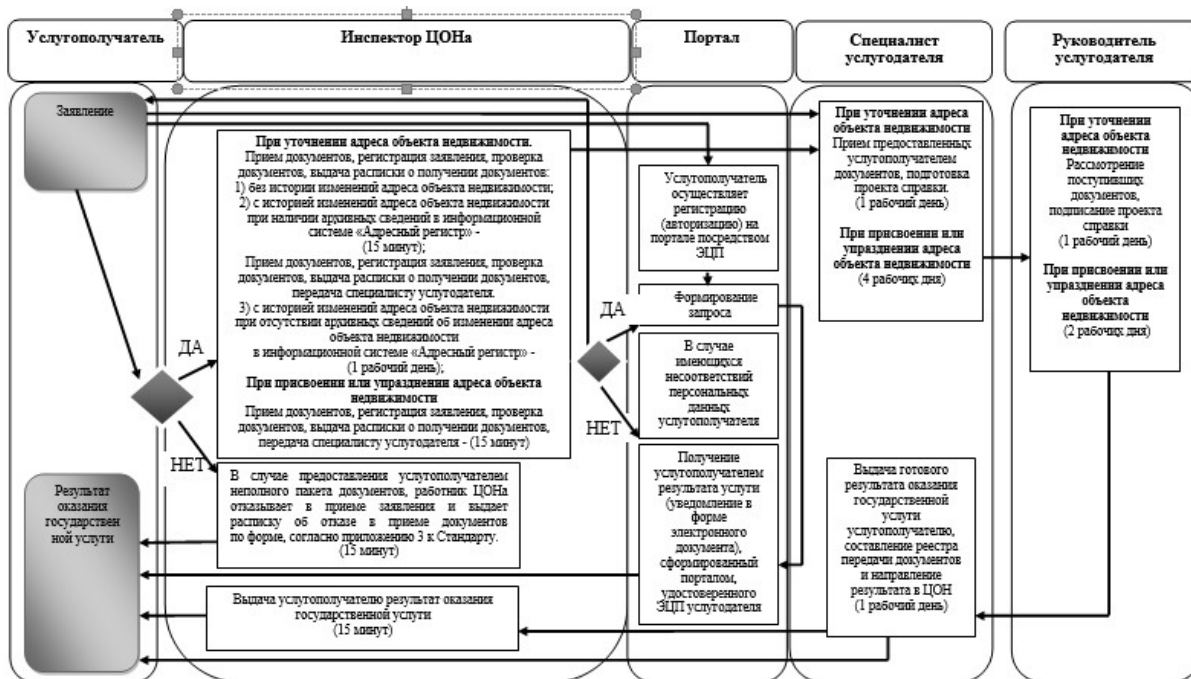 Услугополучатель
Инспектор ЦОНа
Портал
Специалист
услугодателя
Руководитель
услугодателя
Заявление
ДА
НЕТ
Результат
оказания
государствен
ной услуги
При уточнении адреса объекта недвижимости.
Прием документов, регистрация заявления, проверка
документов, выдача расписки о получении документов:
1) без истории изменений адреса объекта недвижимости;
2) с историей изменений адреса объекта недвижимости
при наличии архивных сведений в информационной
системе «Адресный регистр» -
(15 минут);
Прием документов, регистрация заявления, проверка
документов, выдача расписки о получении документов,
передача специалисту услугодателя.
3) с историей изменений адреса объекта недвижимости
при отсутствии архивных сведений об изменении адреса
объекта недвижимости
в информационной системе «Адресный регистр» -
(1 рабочий день);
При присвоении или упразднении адреса объекта
недвижимости
Прием документов, регистрация заявления, проверка
документов, выдача расписки о получении документов,
передача специалисту услугодателя - (15 минут)
В случае предоставления услугополучателем
неполного пакета документов, работник ЦОНа
отказывает в приеме заявления и выдает
расписку об отказе в приеме документов
по форме, согласно приложению 3 к Стандарту.
(15 минут)
Выдача услугополучателю результат оказания
государственной услуги
(15 минут)
ДА
НЕТ
Услугополучатель
осуществляет
регистрацию
(авторизацию) на
портале посредством
ЭЦП
Формирование
запроса
В случае
имеющихся
несоответствий
персональных
данных
услугополучателя
Получение
услугополучателем
результата услуги
(уведомление в
форме
электронного
документа),
сформированный
порталом,
удостоверенного
ЭЦП услугодателя
При уточнении адреса
объекта недвижимости
Прием предоставленных
услугополучателем
документов, подготовка
проекта справки.
(1 рабочий день)
При присвоении или
упразднении адреса
объекта недвижимости
(4 рабочих дня)
Выдача готового
результата оказания
государственной
услуги
услугополучателю,
составление реестра
передачи документов
и направление
результата в ЦОН
(1 рабочий день)
При уточнении
адреса объекта
недвижимости
Рассмотрение
поступивших
документов,
подписание проекта
справки
(1 рабочий день)
При присвоении или
упразднении адреса
объекта
недвижимости
(2 рабочих дня)